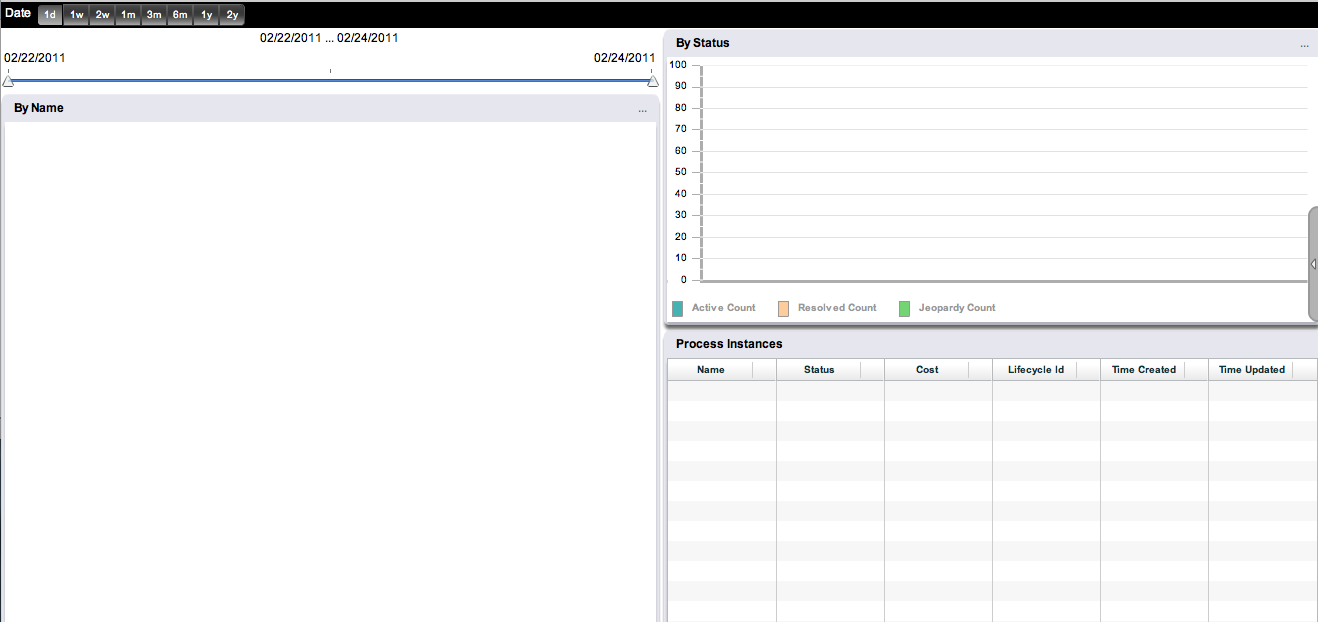 Date 1d 1w 2w 1m 3m 6m 1y 2y
02/22/2011 ... 02/24/2011
02/22/2011 02/24/2011
By Name ...
By Status ...
100
90
80
70
60
50
40
30
20
10
0
Active Count Resolved Count Jeopardy Count
Process Instances
Name Status Cost Lifecycle Id Time Created Time Updated